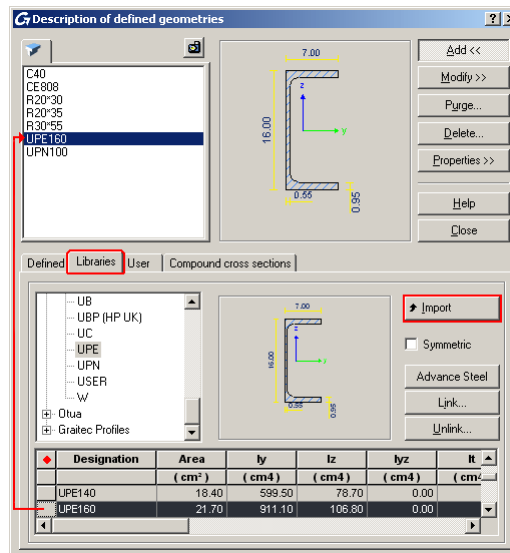 Description of defined geometries
?
Add <<
Modify >>
Purge...
Delete...
Properties >>
Help
Close
C40
CE808
R20*30
R20*35
R30*55
UPE160
UPN100
7.00
z
16.00
y
0.55
0.95
Defined Libraries User Compound cross sections
UB
UBP (HP UK)
UC
UPE
UPN
USER
W
Otua
Graitec Profiles
7.00
z
16.00
0.55
0.95
Import
Symmetric
Advance Steel
Link...
Unlink...
Designation Area Iy Iz Iyz It
( cm² ) ( cm4 ) ( cm4 ) ( cm4 ) ( cm4
UPE140 18.40 599.50 78.70 0.00
UPE160 21.70 911.10 106.80 0.00